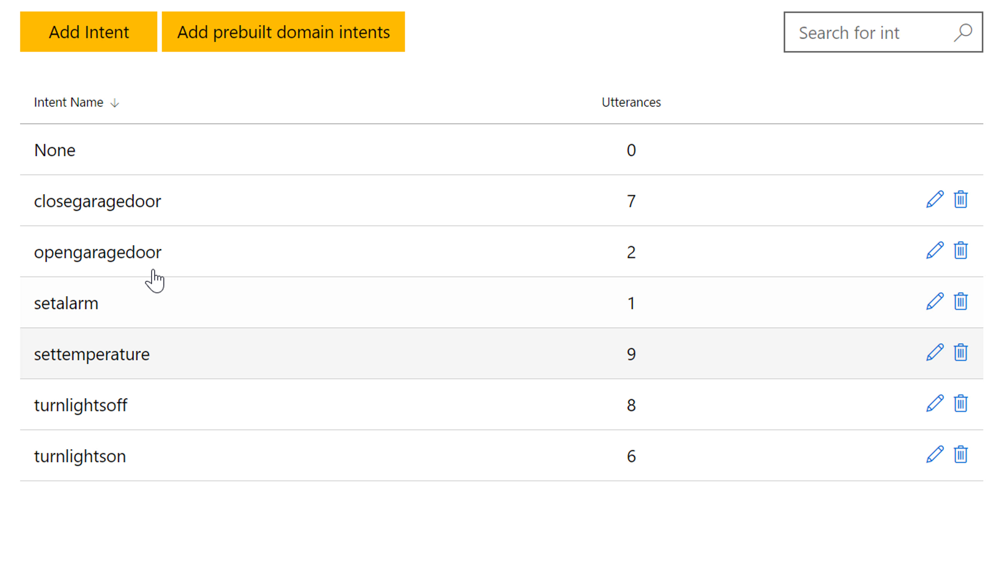 Add Intent Add prebuilt domain intents Search for int
Intent Name Utterances
None 0
closegaragedoor 7
opengaragedoor 2
setalarm 1
settemperature 9
turnlightsoff 8
turnlightson 6